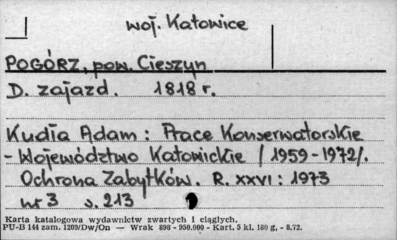 woj. Katowice
POGÓRZ, pow. Cieszyn
D. zajazd. 1818 r.
Kudła Adam : Prace Konserwatorskie
- Województwo Katowickie / 1959-1972/.
Ochrona Zabytków. R. XXVI : 1973
nr 3 s. 213
Karta katalogowa wydawnictw zwartych i ciągłych.
PU-B 144 zam. 1209/Dw/On — Wrak 898 - 950.000 - Kart. 5 kl. 180 g, - 8.72.